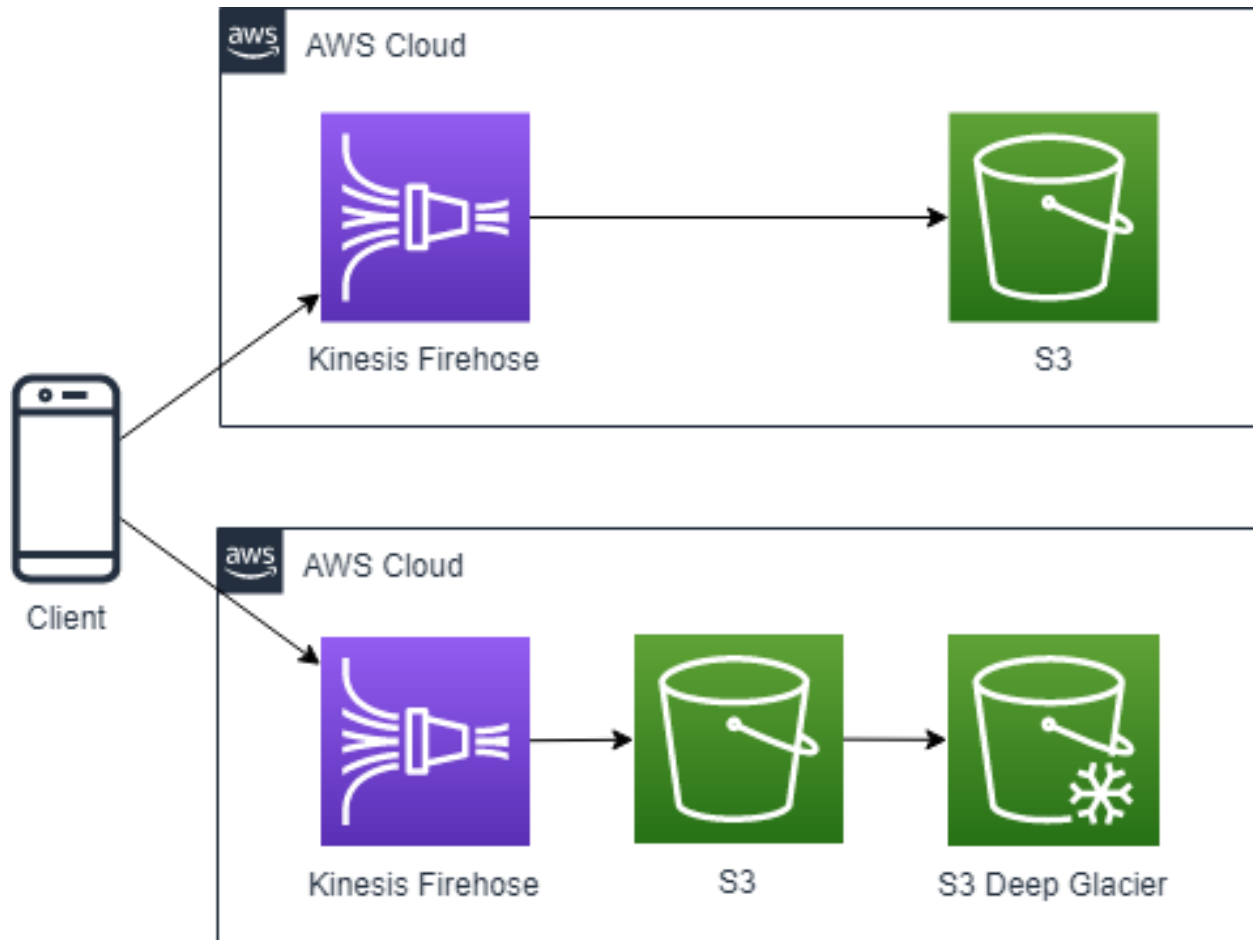 aws
AWS Cloud
Kinesis Firehose
S3
Client
aws
AWS Cloud
Kinesis Firehose
S3
S3 Deep Glacier